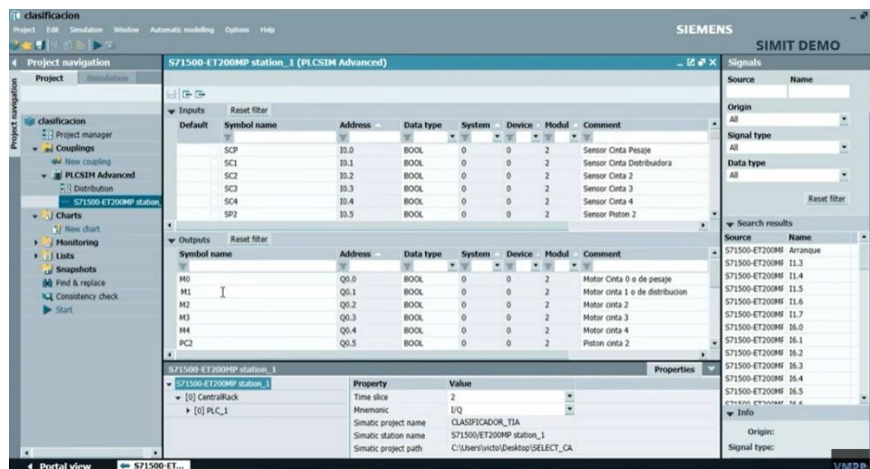 clasificacion
Project Edit Simulation Window Automatic modelling Options Help
SIEMENS
SIMIT DEMO
Project navigation
Project Simulation
Project navigation
clasificacion
Project manager
Couplings
New coupling
PLCSIM Advanced
Distribution
S71500-ET200MP station_
Charts
New chart
Monitoring
Lists
Snapshots
Find & replace
Consistency check
Start
S71500-ET200MP station_1 (PLCSIM Advanced)
Inputs Reset filter
Default Symbol name Address Data type System Device Modul Comment
SCP I0.0 BOOL 0 0 2 Sensor Cinta Pesaje
SC1 I0.1 BOOL 0 0 2 Sensor Cinta Distribuidora
SC2 I0.2 BOOL 0 0 2 Sensor Cinta 2
SC3 I0.3 BOOL 0 0 2 Sensor Cinta 3
SC4 I0.4 BOOL 0 0 2 Sensor Cinta 4
SP2 I0.5 BOOL 0 0 2 Sensor Piston 2
Outputs Reset filter
Symbol name Address Data type System Device Modul Comment
M0 Q0.0 BOOL 0 0 2 Motor Cinta 0 o de pesaje
M1 Q0.1 BOOL 0 0 2 Motor cinta 1 o de distribucion
M2 Q0.2 BOOL 0 0 2 Motor cinta 2
M3 Q0.3 BOOL 0 0 2 Motor cinta 3
M4 Q0.4 BOOL 0 0 2 Motor cinta 4
PC2 Q0.5 BOOL 0 0 2 Piston cinta 2
S71500-ET200MP station_1 Properties
S71500-ET200MP station_1
[0] CentralRack
[0] PLC_1
Property Value
Time slice 2
Mnemonic I/Q
Simatic project name CLASIFICADOR_TIA
Simatic station name S71500/ET200MP station_1
Simatic project path C:\Users\victo\Desktop\SELECT_CA
Signals
Source Name
Origin
All
Signal type
All
Data type
All
Reset filter
Search results
Source Name
S71500-ET200MF Arranque
S71500-ET200MF I1.3
S71500-ET200MF I1.4
S71500-ET200MF I1.5
S71500-ET200MF I1.6
S71500-ET200MF I1.7
S71500-ET200MF I6.0
S71500-ET200MF I6.1
S71500-ET200MF I6.2
S71500-ET200MF I6.3
S71500-ET200MF I6.4
S71500-ET200MF I6.5
Info
Origin:
Signal type:
Portal view S71500-ET...